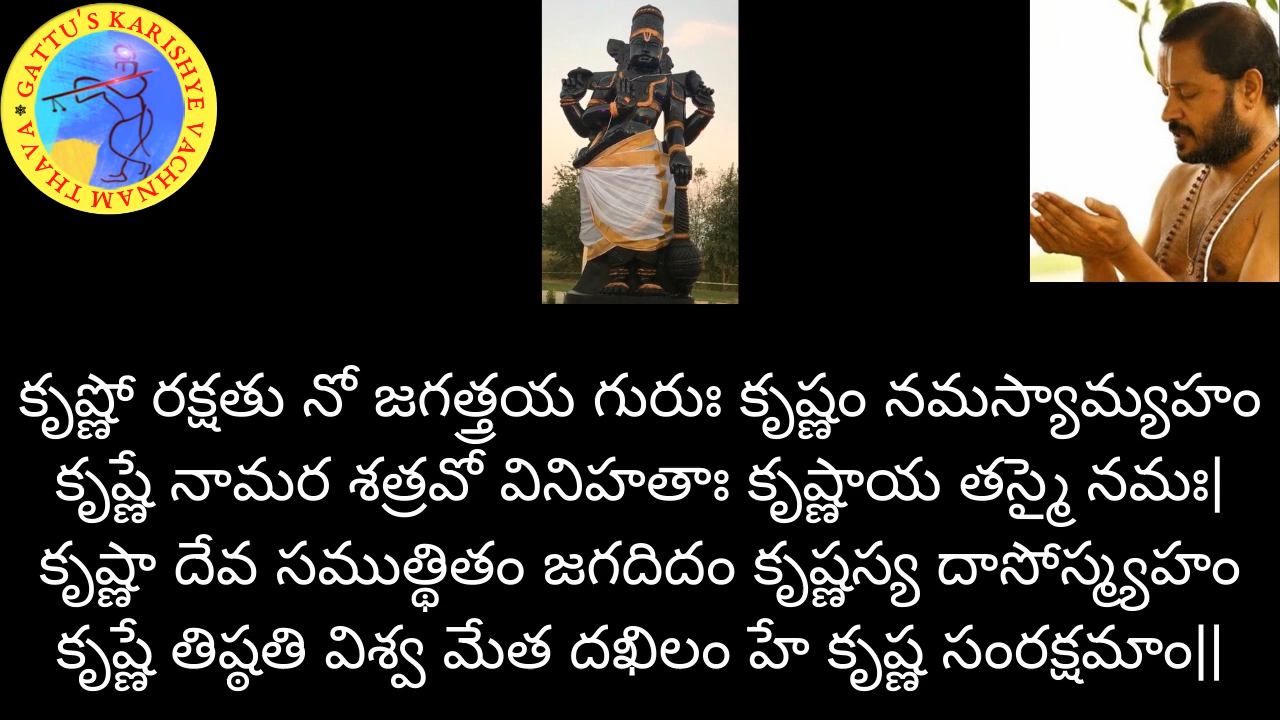 GATTU'S KARISHYE VACHNAM THAVA
కృష్ణో రక్షతు నో జగత్త్రయ గురుః కృష్ణం నమస్యామ్యహం
కృష్ణే నామర శత్రవో వినిహతాః కృష్ణాయ తస్మై నమః|
కృష్ణా దేవ సముత్థితం జగదిదం కృష్ణస్య దాసోస్మ్యహం
కృష్ణే తిష్ఠతి విశ్వ మేత దఖిలం హే కృష్ణ సంరక్షమాం||